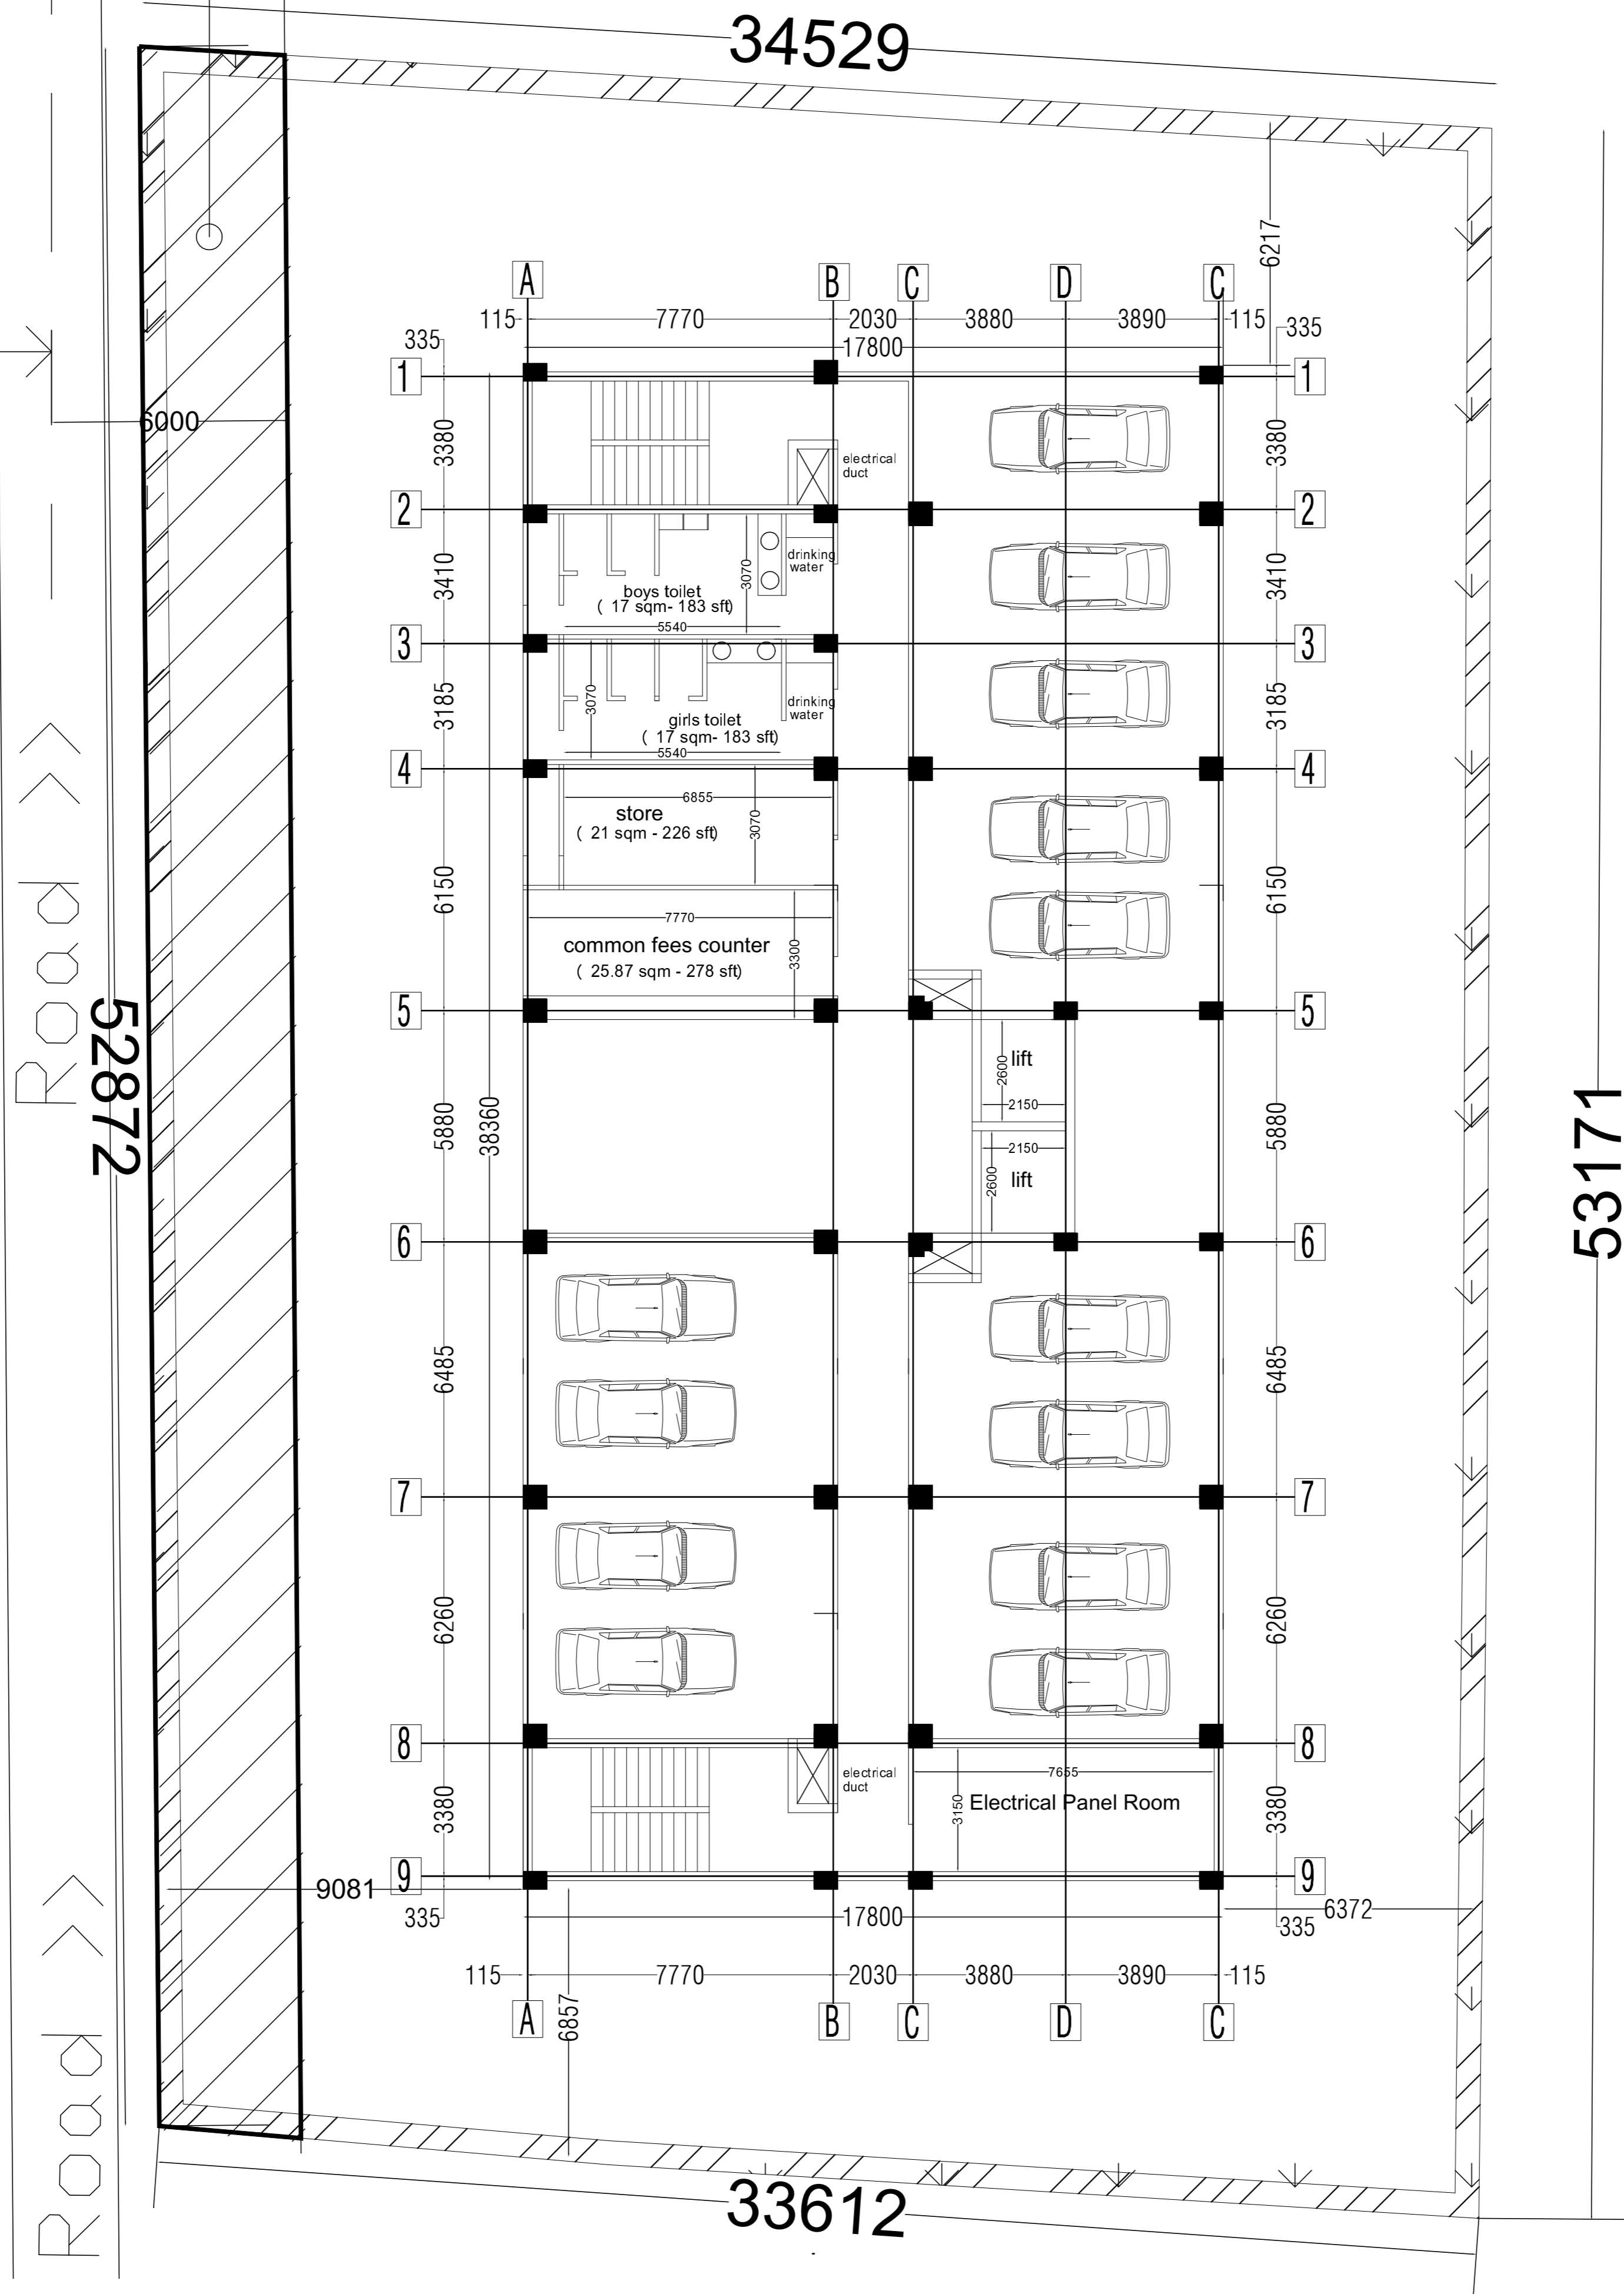 34529
6217
A B C D C
115 7770 2030 3880 3890 115
335 17800 335
1 1
6000
3380 3380
electrical
duct
2 2
3410 3410
drinking
water
3070
boys toilet
( 17 sqm- 183 sft)
5540
3 3
3185 3185
3070
drinking
water
girls toilet
( 17 sqm- 183 sft)
5540
4 4
6855
store
( 21 sqm - 226 sft)
3070
6150 6150
7770
common fees counter
( 25.87 sqm - 278 sft)
3300
Road
52872
5 5
lift
2600
2150
5880 38360 5880
2150
lift
2600
53171
6 6
6485 6485
7 7
6260 6260
8 8
electrical
duct
7655
3150
Electrical Panel Room
3380 3380
9 9
9081
335 17800 335
6372
115 7770 2030 3880 3890 115
6857
A B C D C
Road
33612